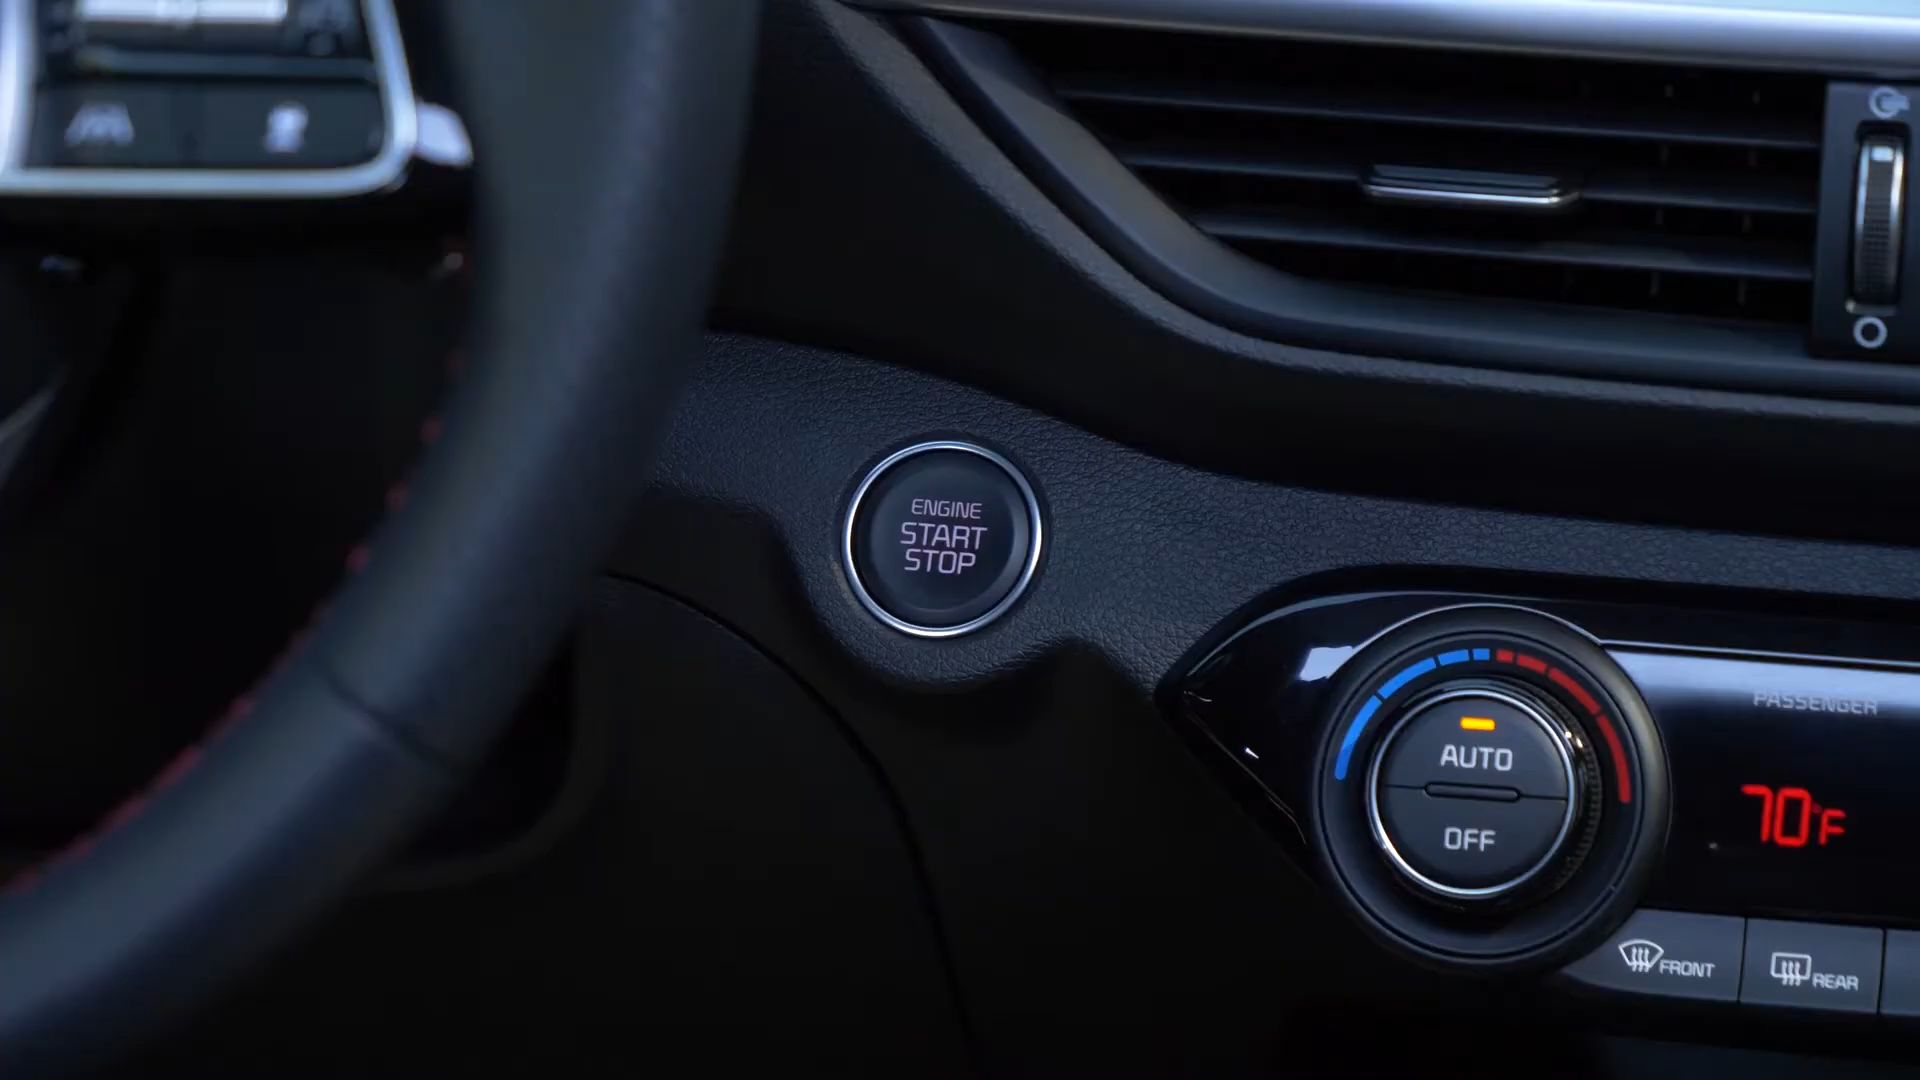 ENGINE
START
STOP
PASSENGER
AUTO
OFF
70°F
FRONT
REAR